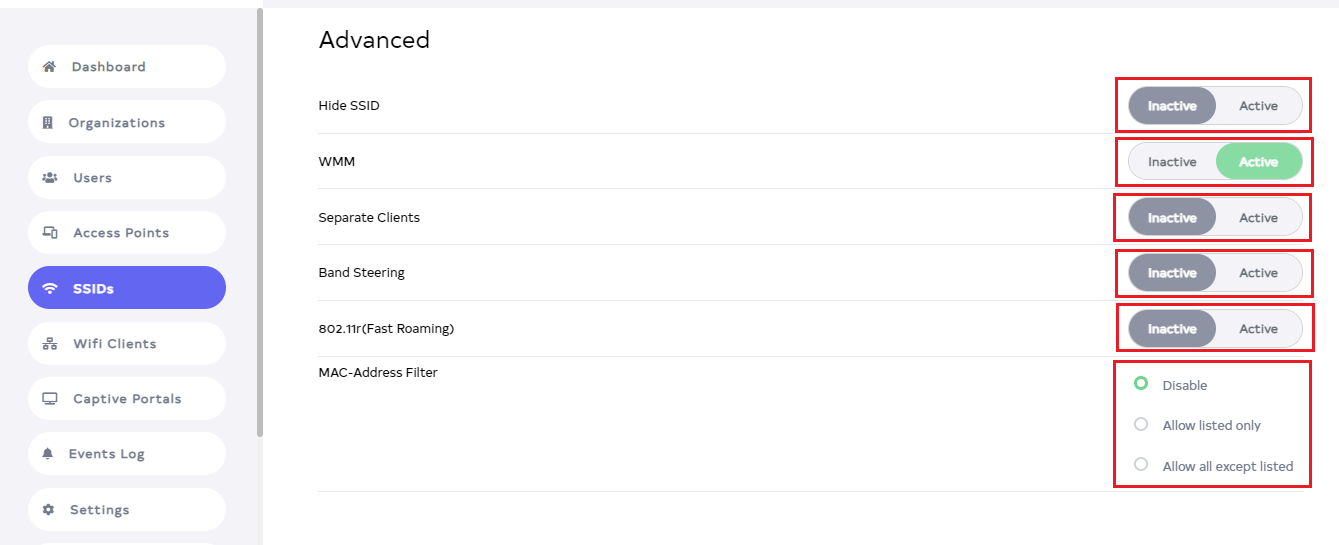 Dashboard
Organizations
Users
Access Points
SSIDs
Wifi Clients
Captive Portals
Events Log
Settings
Advanced
Hide SSID
Inactive Active
WMM
Inactive Active
Separate Clients
Inactive Active
Band Steering
Inactive Active
802.11r(Fast Roaming)
Inactive Active
MAC-Address Filter
Disable
Allow listed only
Allow all except listed